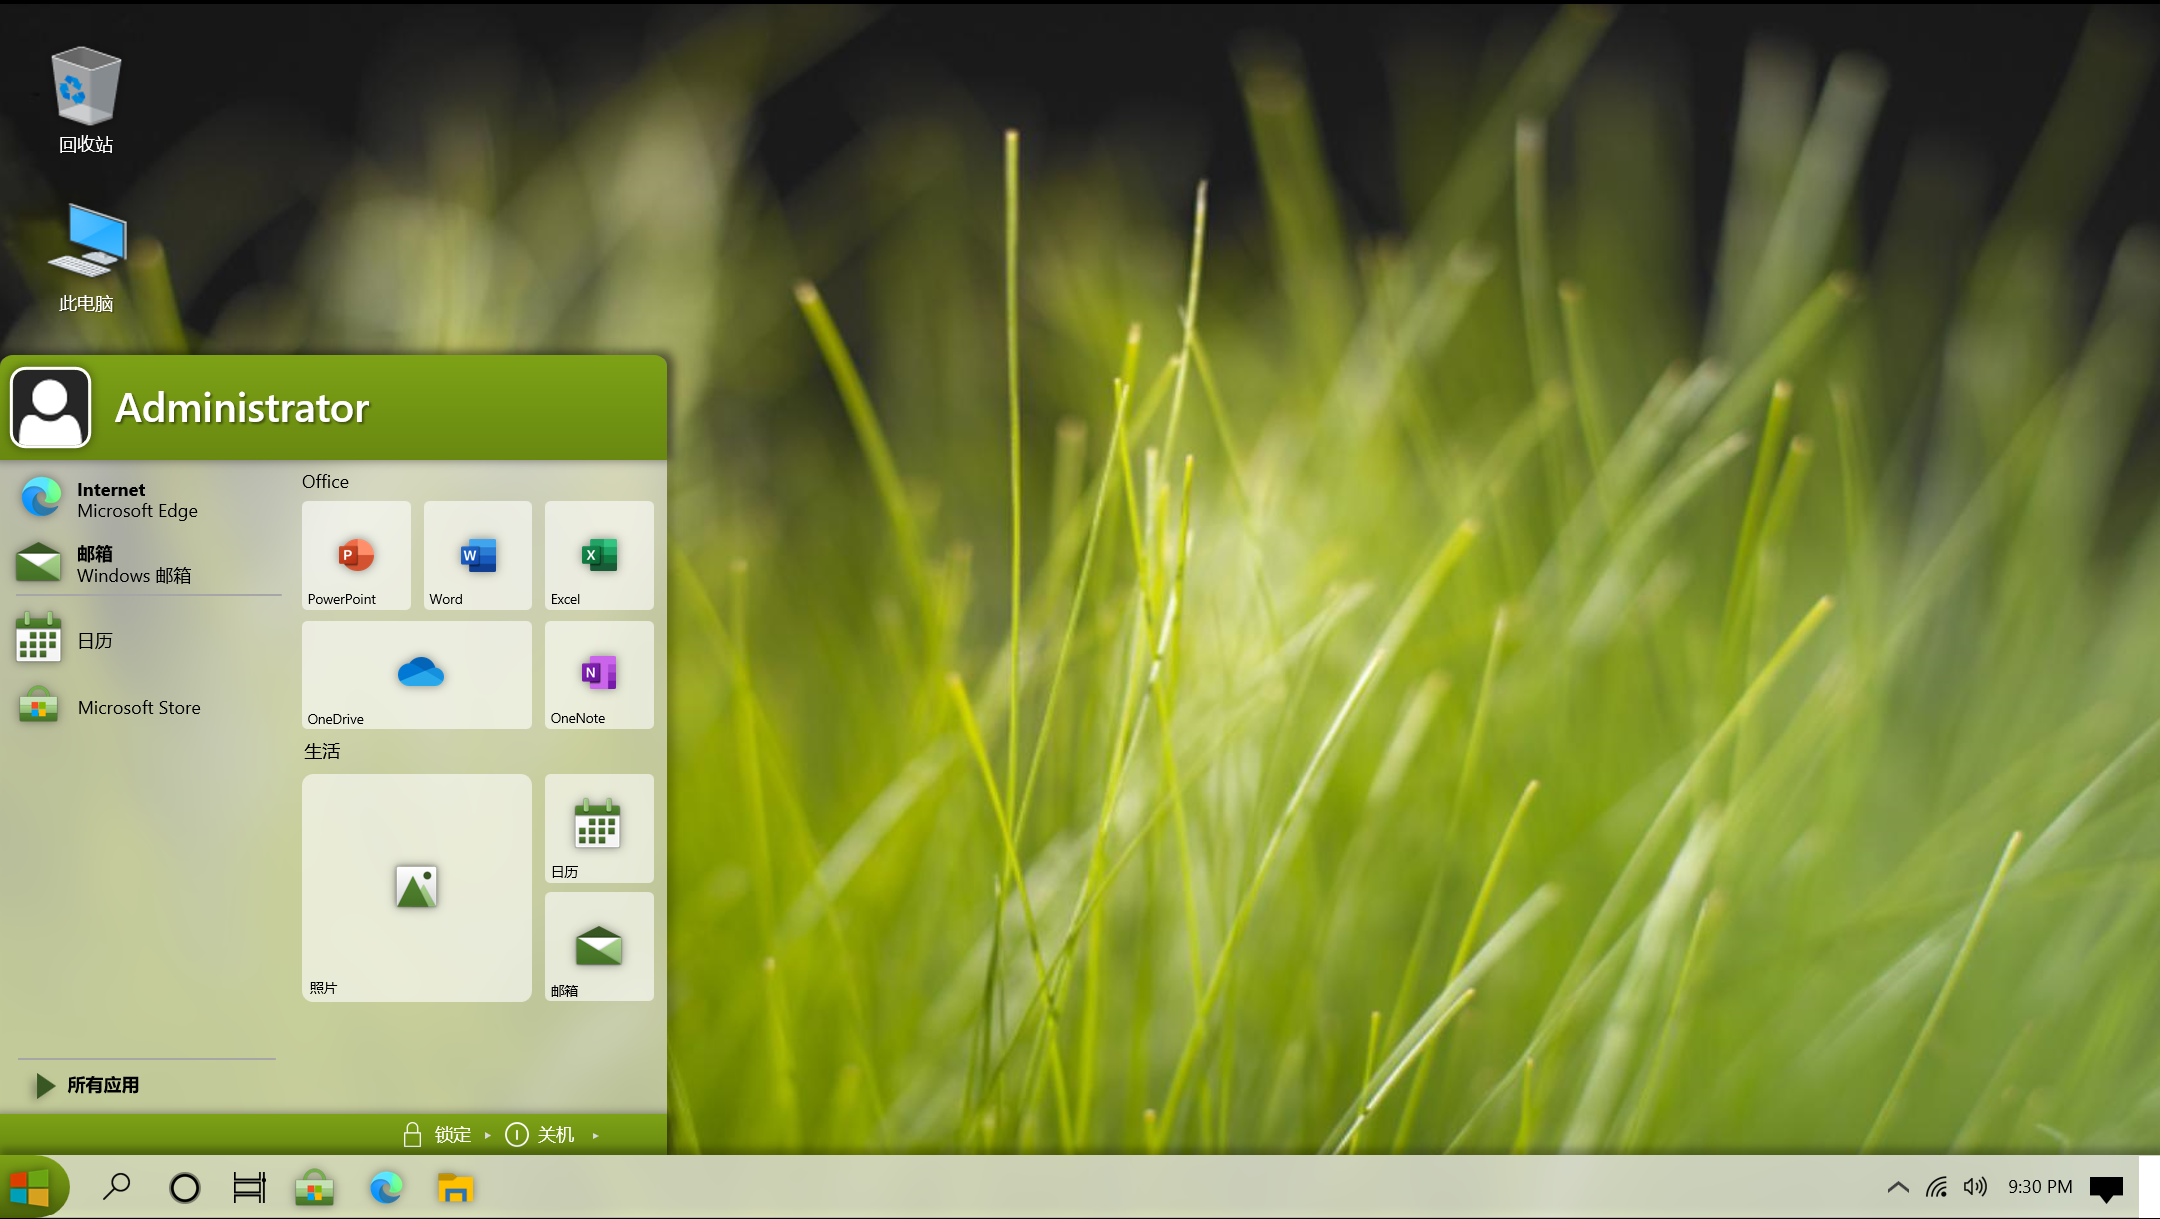 回收站
此电脑
Administrator
Internet
Microsoft Edge
邮箱
Windows 邮箱
日历
Microsoft Store
所有应用
Office
PowerPoint
Word
Excel
OneDrive
OneNote
生活
照片
日历
邮箱
锁定
关机
9:30 PM